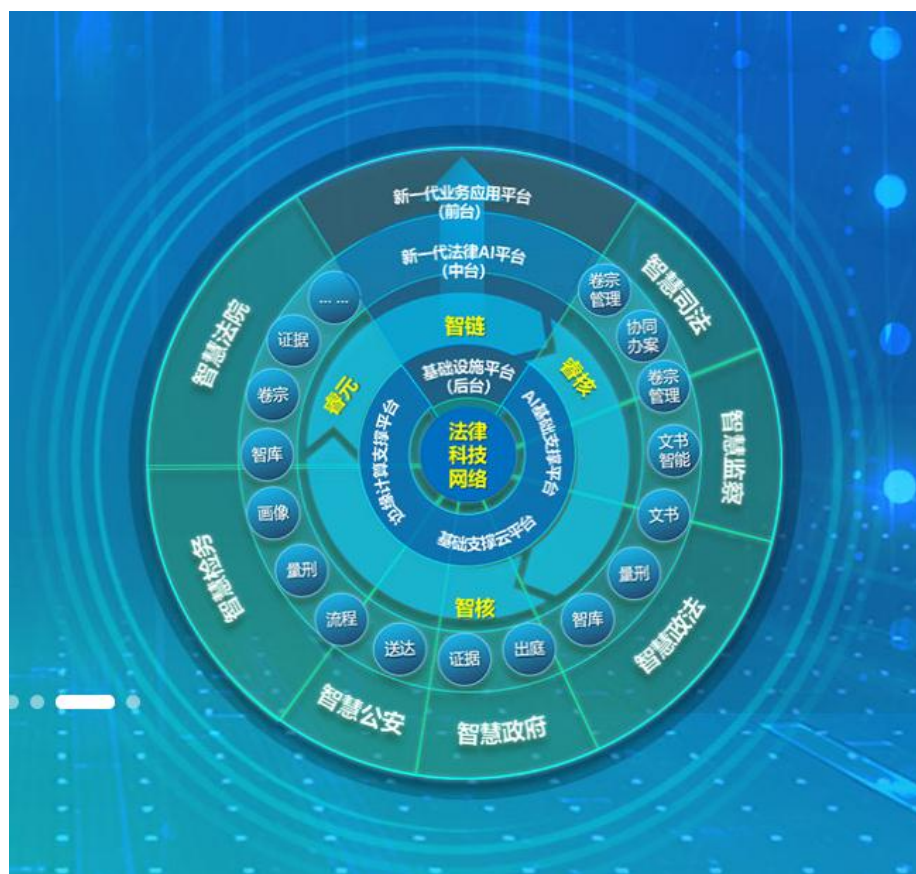 新一代业务应用平台
(前台)
新一代法律AI平台
(中台)
智链
基础设施平台
(后台)
法律
科技
网络
睿元
睿核
智核
边缘计算支撑平台
AI基础支撑平台
基础支撑云平台
智慧司法
智慧监察
智慧政法
智慧政府
智慧公安
智慧检务
智慧法院
卷宗
管理
协同
办案
卷宗
管理
文书
智能
文书
量刑
智库
出庭
证据
送达
流程
量刑
画像
智库
卷宗
证据
... ...